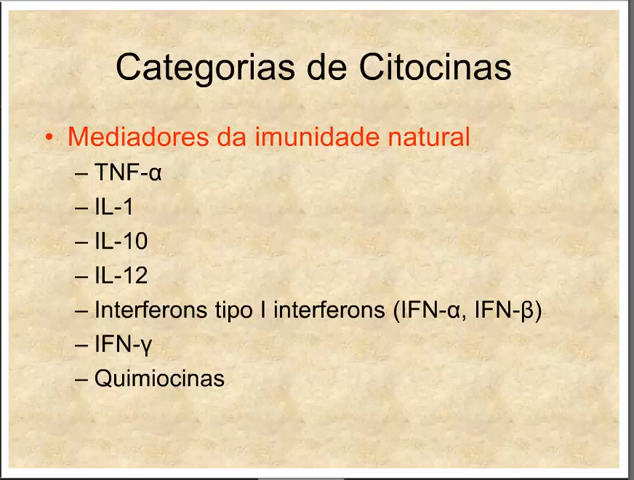 Categorias de Citocinas
• Mediadores da imunidade natural
– TNF-α
– IL-1
– IL-10
– IL-12
– Interferons tipo I interferons (IFN-α, IFN-β)
– IFN-γ
– Quimiocinas